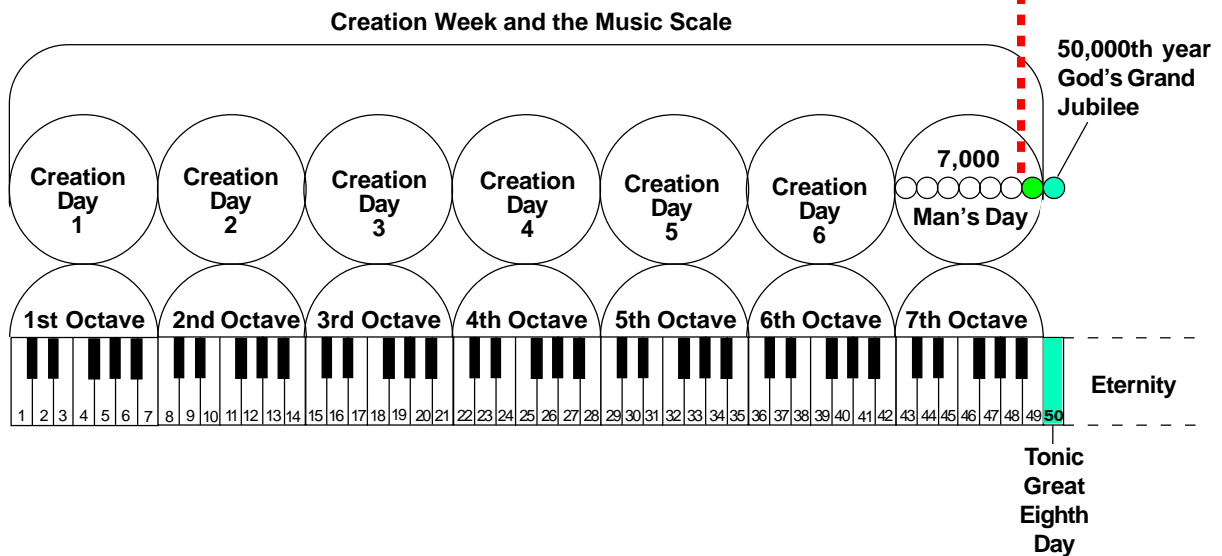 Creation Week and the Music Scale
50,000th year
God's Grand
Jubilee
Creation
Day
1
Creation
Day
2
Creation
Day
3
Creation
Day
4
Creation
Day
5
Creation
Day
6
7,000
Man's Day
1st Octave 2nd Octave 3rd Octave 4th Octave 5th Octave 6th Octave 7th Octave
Eternity
1 2 3 4 5 6 7 8 9 10 11 12 13 14 15 16 17 18 19 20 21 22 23 24 25 26 27 28 29 30 31 32 33 34 35 36 37 38 39 40 41 42 43 44 45 46 47 48 49 50
Tonic
Great
Eighth
Day